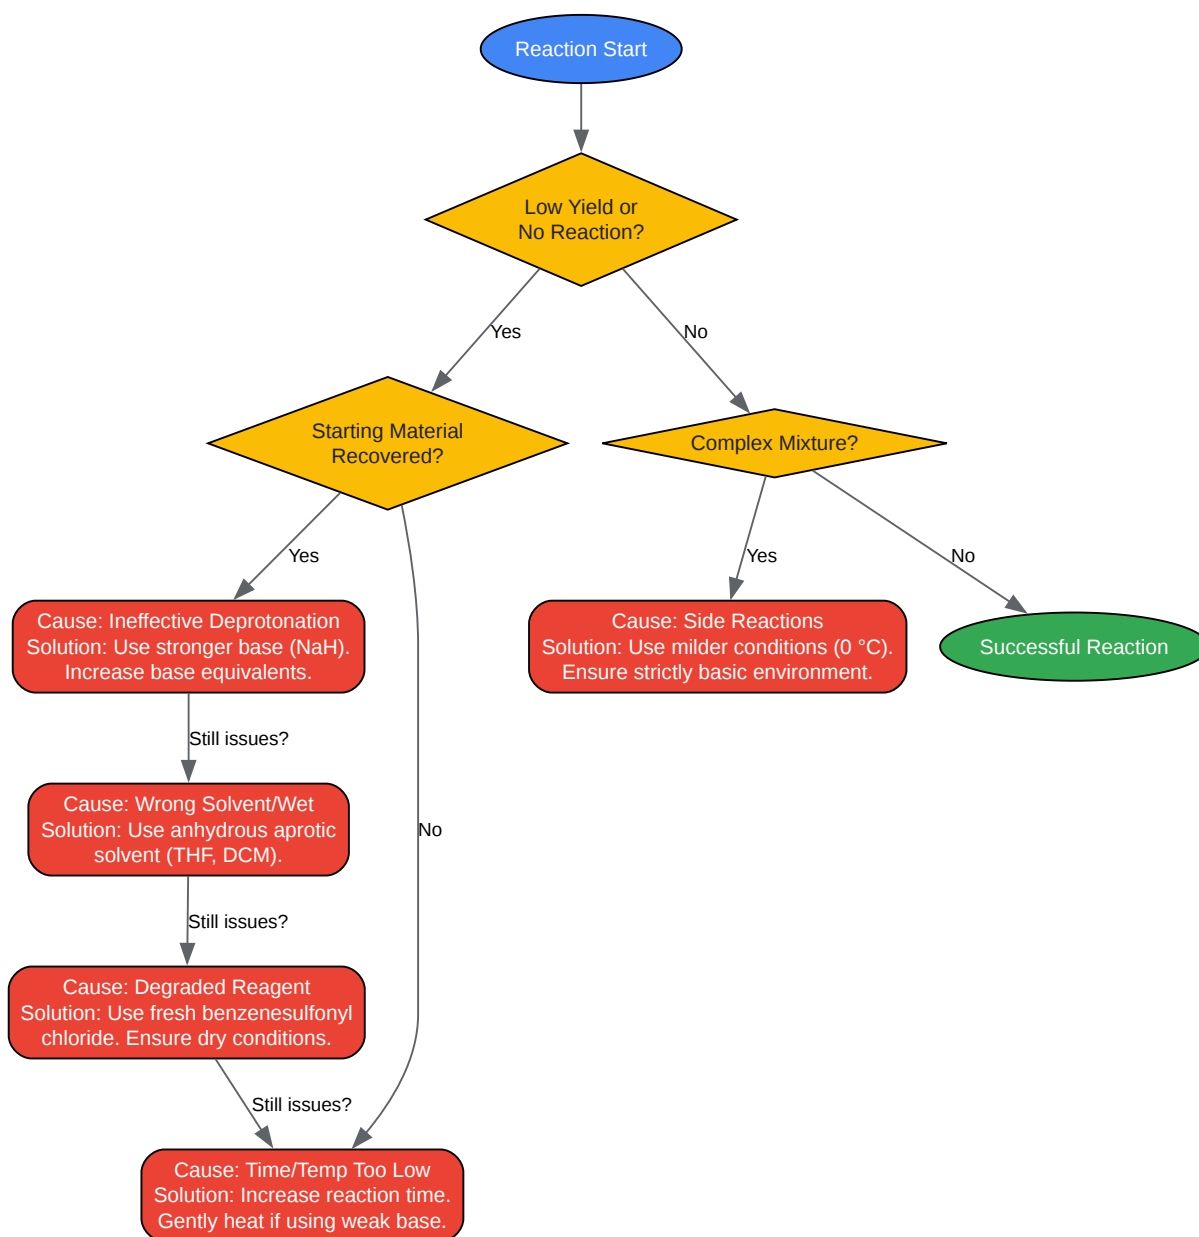 Reaction Start
Low Yield or
No Reaction?
Yes
No
Starting Material
Recovered?
Complex Mixture?
Yes
Yes
No
Cause: Ineffective Deprotonation
Solution: Use stronger base (NaH).
Increase base equivalents.
Cause: Side Reactions
Solution: Use milder conditions (0 °C).
Ensure strictly basic environment.
Successful Reaction
Still issues?
Cause: Wrong Solvent/Wet
Solution: Use anhydrous aprotic
solvent (THF, DCM).
No
Still issues?
Cause: Degraded Reagent
Solution: Use fresh benzenesulfonyl
chloride. Ensure dry conditions.
Still issues?
Cause: Time/Temp Too Low
Solution: Increase reaction time.
Gently heat if using weak base.